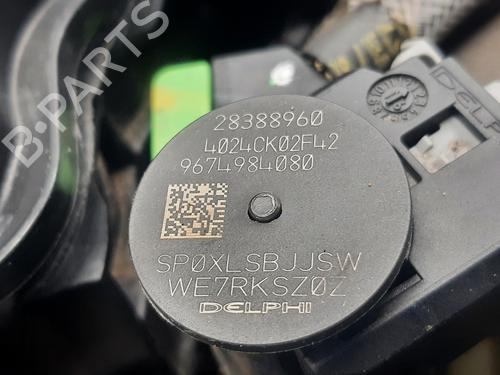 28388960
4024CK02F42
9674984080
SP0XLSBJJSW
WE7RKSZ0Z
DELPHI
DELPHI
B-PARTS